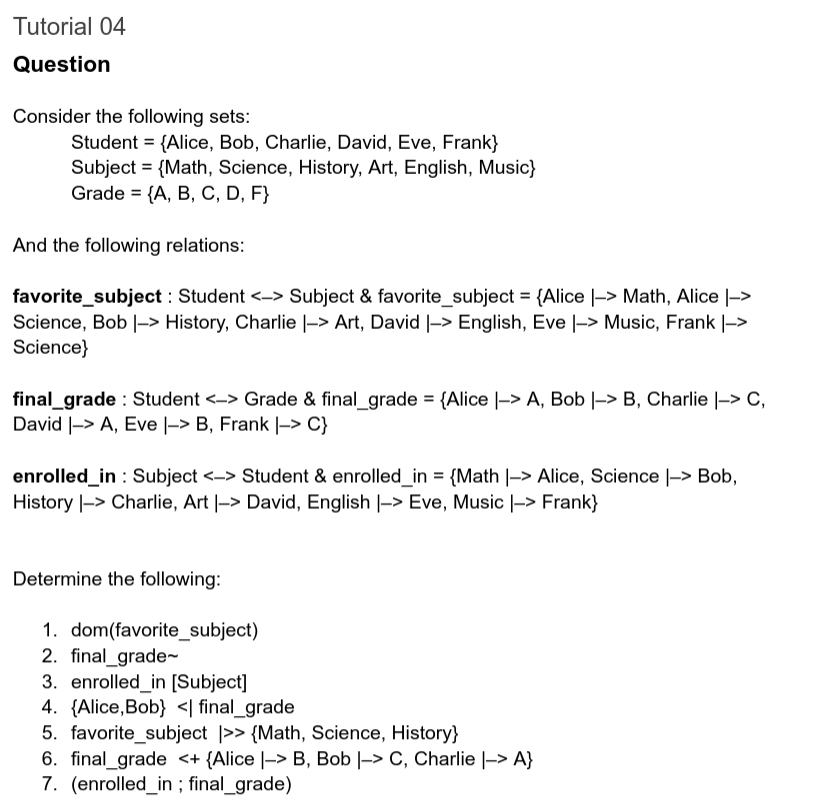 Tutorial 04
Question
Consider the following sets:
Student = {Alice, Bob, Charlie, David, Eve, Frank}
Subject = {Math, Science, History, Art, English, Music}
Grade = {A, B, C, D, F}
And the following relations:
favorite_subject : Student <–> Subject & favorite_subject = {Alice |–> Math, Alice |–>
Science, Bob |–> History, Charlie |–> Art, David |–> English, Eve |–> Music, Frank |–>
Science}
final_grade : Student <–> Grade & final_grade = {Alice |–> A, Bob |–> B, Charlie |–> C,
David |–> A, Eve |–> B, Frank |–> C}
enrolled_in : Subject <–> Student & enrolled_in = {Math |–> Alice, Science |–> Bob,
History |–> Charlie, Art |–> David, English |–> Eve, Music |–> Frank}
Determine the following:
1. dom(favorite_subject)
2. final_grade~
3. enrolled_in [Subject]
4. {Alice,Bob} <| final_grade
5. favorite_subject |>> {Math, Science, History}
6. final_grade <+ {Alice |–> B, Bob |–> C, Charlie |–> A}
7. (enrolled_in ; final_grade)